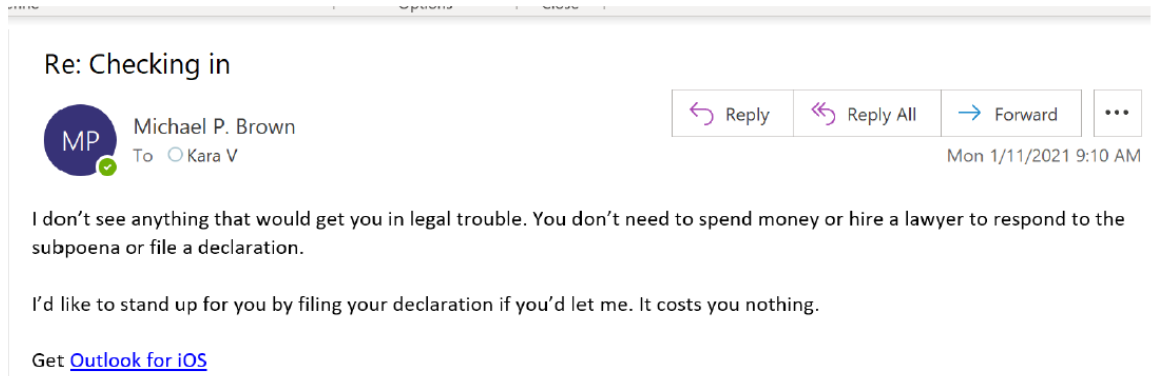 Re: Checking in
Reply
Reply All
Forward
MP
Michael P. Brown
To Kara V
Mon 1/11/2021 9:10 AM
I don’t see anything that would get you in legal trouble. You don’t need to spend money or hire a lawyer to respond to the
subpoena or file a declaration.
I’d like to stand up for you by filing your declaration if you’d let me. It costs you nothing.
Get Outlook for iOS